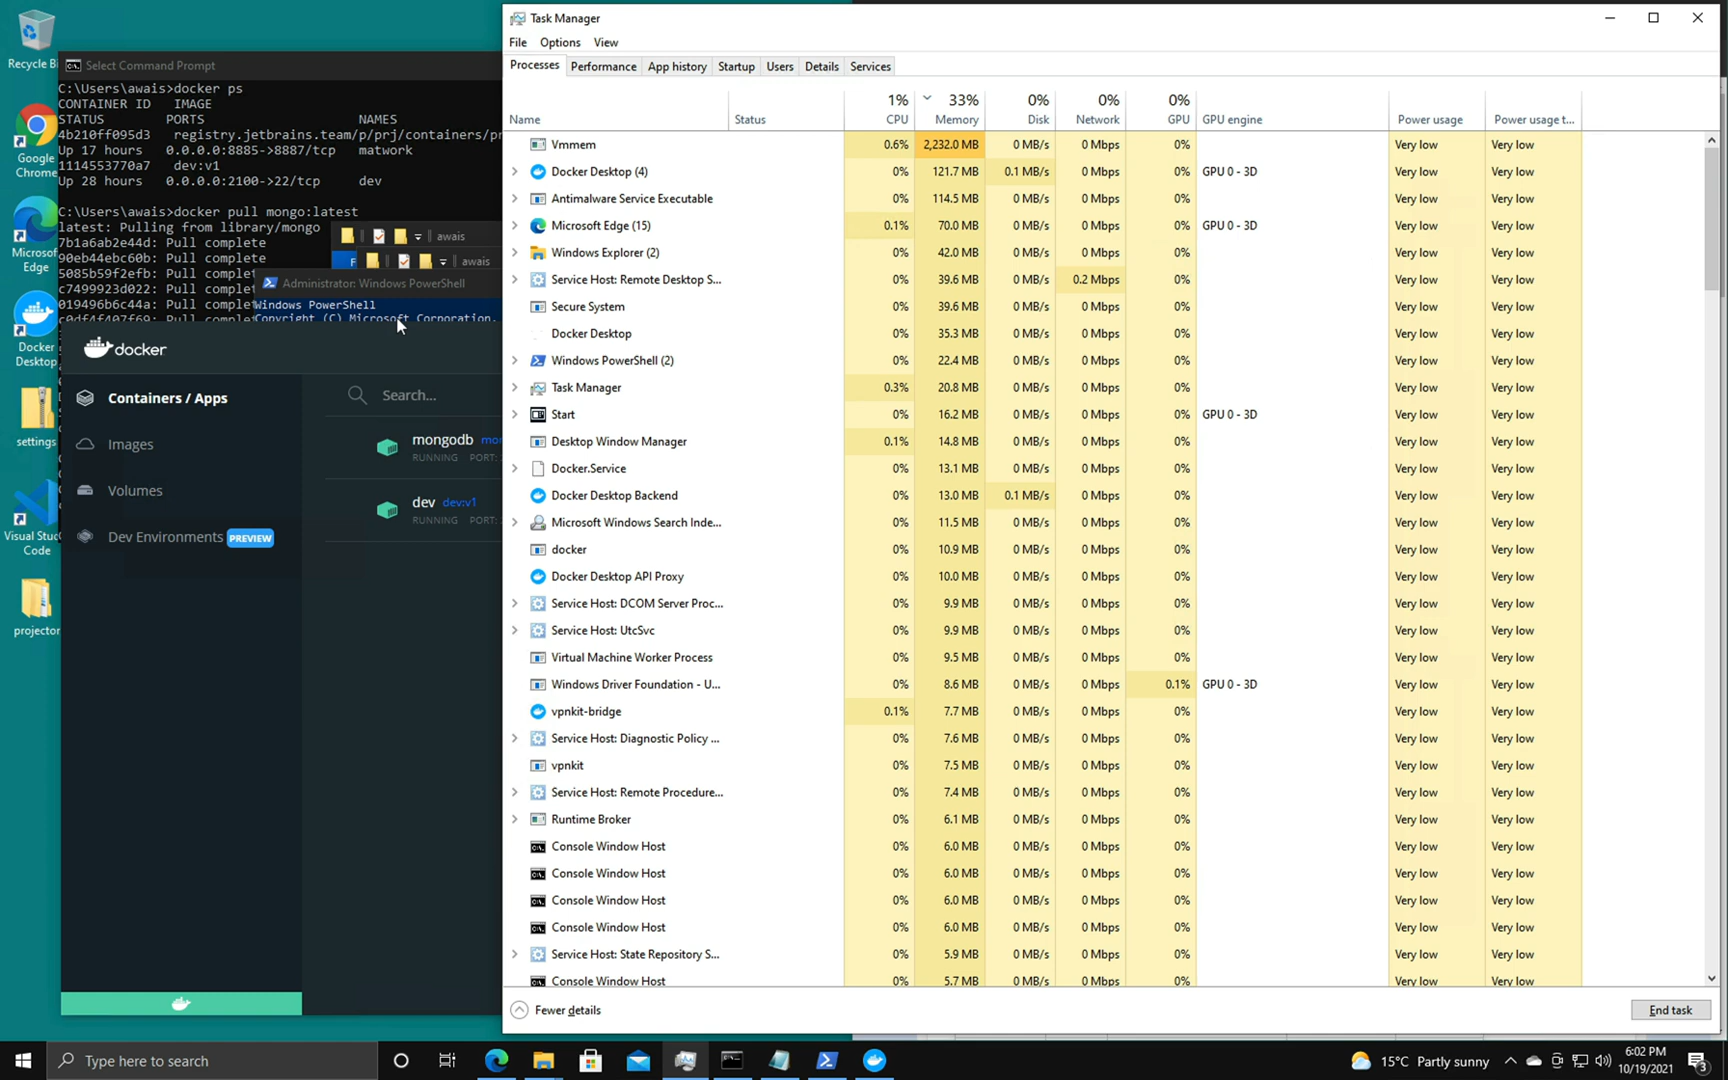 Recycle Bi
Google
Chrome
Microsof
Edge
Docker
Desktop
settings
Visual Stuc
Code
projector
Select Command Prompt
C:\Users\awais>docker ps
CONTAINER ID IMAGE
STATUS PORTS NAMES
4b210ff095d3 registry.jetbrains.team/p/prj/containers/pr
Up 17 hours 0.0.0.0:8885->8887/tcp matwork
1114553770a7 dev:v1
Up 28 hours 0.0.0.0:2100->22/tcp dev
C:\Users\awais>docker pull mongo:latest
latest: Pulling from library/mongo
7b1a6ab2e44d: Pull complete
90eb44ebc60b: Pull complete
5085b59f2efb: Pull complet
c7499923d022: Pull complet
019496b6c44a: Pull complet
c0df4f407f69: Pull complet
awais
F
awais
Administrator: Windows PowerShell
Windows PowerShell
Copyright (C) Microsoft Corporation.
docker
Containers / Apps
Images
Volumes
Dev Environments PREVIEW
Search...
mongodb mo
RUNNING PORT:
dev dev:v1
RUNNING PORT:
Task Manager
File Options View
Processes Performance App history Startup Users Details Services
1% 33% 0% 0% 0%
Name Status CPU Memory Disk Network GPU GPU engine Power usage Power usage t...
Vmmem 0.6% 2,232.0 MB 0 MB/s 0 Mbps 0% Very low Very low
Docker Desktop (4) 0% 121.7 MB 0.1 MB/s 0 Mbps 0% GPU 0 - 3D Very low Very low
Antimalware Service Executable 0% 114.5 MB 0 MB/s 0 Mbps 0% Very low Very low
Microsoft Edge (15) 0.1% 70.0 MB 0 MB/s 0 Mbps 0% GPU 0 - 3D Very low Very low
Windows Explorer (2) 0% 42.0 MB 0 MB/s 0 Mbps 0% Very low Very low
Service Host: Remote Desktop S... 0% 39.6 MB 0 MB/s 0.2 Mbps 0% Very low Very low
Secure System 0% 39.6 MB 0 MB/s 0 Mbps 0% Very low Very low
Docker Desktop 0% 35.3 MB 0 MB/s 0 Mbps 0% Very low Very low
Windows PowerShell (2) 0% 22.4 MB 0 MB/s 0 Mbps 0% Very low Very low
Task Manager 0.3% 20.8 MB 0 MB/s 0 Mbps 0% Very low Very low
Start 0% 16.2 MB 0 MB/s 0 Mbps 0% GPU 0 - 3D Very low Very low
Desktop Window Manager 0.1% 14.8 MB 0 MB/s 0 Mbps 0% Very low Very low
Docker.Service 0% 13.1 MB 0 MB/s 0 Mbps 0% Very low Very low
Docker Desktop Backend 0% 13.0 MB 0.1 MB/s 0 Mbps 0% Very low Very low
Microsoft Windows Search Inde... 0% 11.5 MB 0 MB/s 0 Mbps 0% Very low Very low
docker 0% 10.9 MB 0 MB/s 0 Mbps 0% Very low Very low
Docker Desktop API Proxy 0% 10.0 MB 0 MB/s 0 Mbps 0% Very low Very low
Service Host: DCOM Server Proc... 0% 9.9 MB 0 MB/s 0 Mbps 0% Very low Very low
Service Host: UtcSvc 0% 9.9 MB 0 MB/s 0 Mbps 0% Very low Very low
Virtual Machine Worker Process 0% 9.5 MB 0 MB/s 0 Mbps 0% Very low Very low
Windows Driver Foundation - U... 0% 8.6 MB 0 MB/s 0 Mbps 0.1% GPU 0 - 3D Very low Very low
vpnkit-bridge 0.1% 7.7 MB 0 MB/s 0 Mbps 0% Very low Very low
Service Host: Diagnostic Policy ... 0% 7.6 MB 0 MB/s 0 Mbps 0% Very low Very low
vpnkit 0% 7.5 MB 0 MB/s 0 Mbps 0% Very low Very low
Service Host: Remote Procedure... 0% 7.4 MB 0 MB/s 0 Mbps 0% Very low Very low
Runtime Broker 0% 6.1 MB 0 MB/s 0 Mbps 0% Very low Very low
Console Window Host 0% 6.0 MB 0 MB/s 0 Mbps 0% Very low Very low
Console Window Host 0% 6.0 MB 0 MB/s 0 Mbps 0% Very low Very low
Console Window Host 0% 6.0 MB 0 MB/s 0 Mbps 0% Very low Very low
Console Window Host 0% 6.0 MB 0 MB/s 0 Mbps 0% Very low Very low
Service Host: State Repository S... 0% 5.9 MB 0 MB/s 0 Mbps 0% Very low Very low
Console Window Host 0% 5.7 MB 0 MB/s 0 Mbps 0% Very low Very low
Fewer details
End task
Type here to search
15°C Partly sunny
6:02 PM
10/19/2021
3